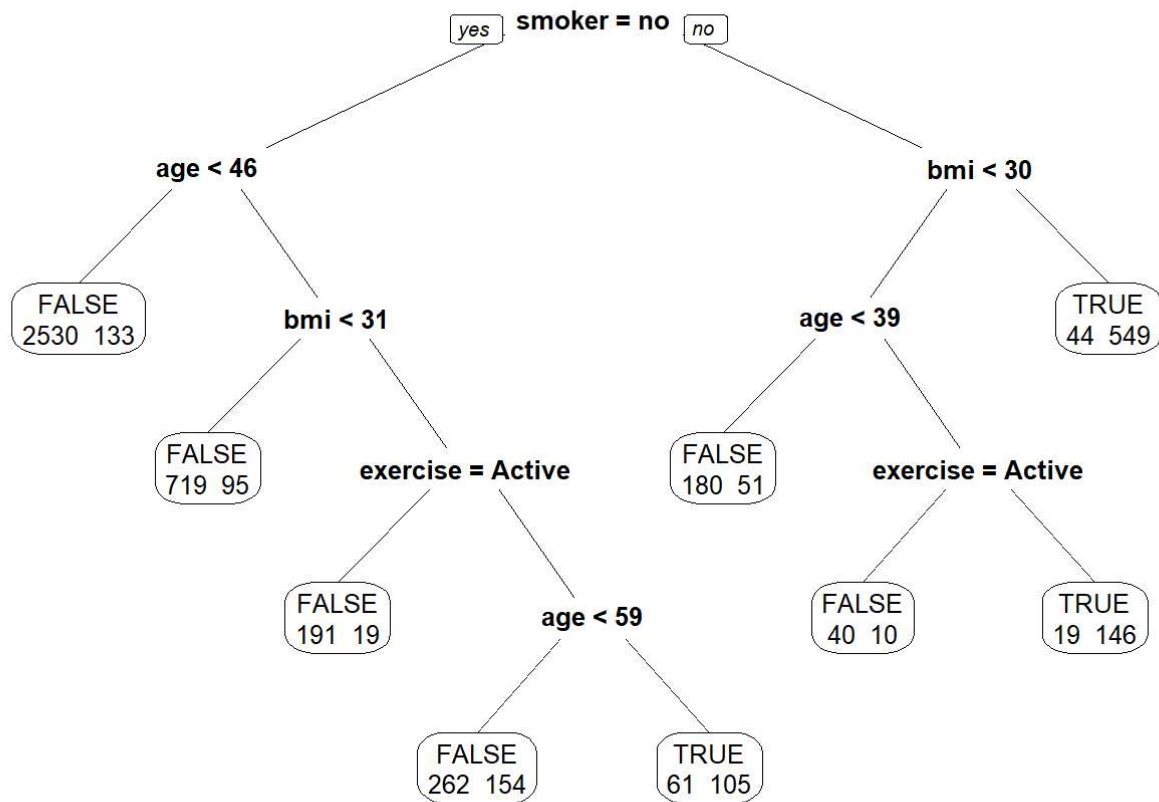 yes smoker = no no
age < 46 bmi < 30
FALSE
2530 133
bmi < 31
age < 39
TRUE
44 549
FALSE
719 95
exercise = Active
FALSE
180 51
exercise = Active
FALSE
191 19
age < 59
FALSE
40 10
TRUE
19 146
FALSE
262 154
TRUE
61 105